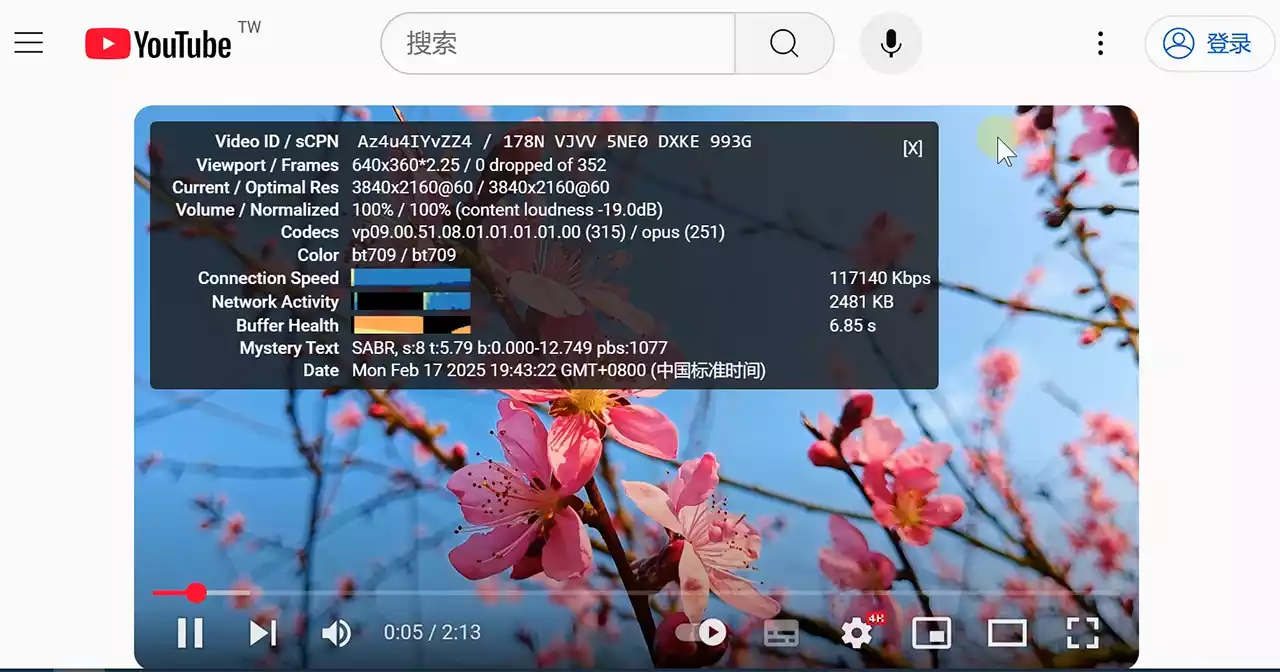 YouTube TW
搜索
登录
Video ID / sCPN Az4u4IYvZZ4 / 178N VJVV 5NE0 DXKE 993G
[X]
Viewport / Frames 640x360*2.25 / 0 dropped of 352
Current / Optimal Res 3840x2160@60 / 3840x2160@60
Volume / Normalized 100% / 100% (content loudness -19.0dB)
Codecs vp09.00.51.08.01.01.01.01.00 (315) / opus (251)
Color bt709 / bt709
Connection Speed 117140 Kbps
Network Activity 2481 KB
Buffer Health 6.85 s
Mystery Text SABR, s:8 t:5.79 b:0.000-12.749 pbs:1077
Date Mon Feb 17 2025 19:43:22 GMT+0800 (中国标准时间)
0:05 / 2:13
4K